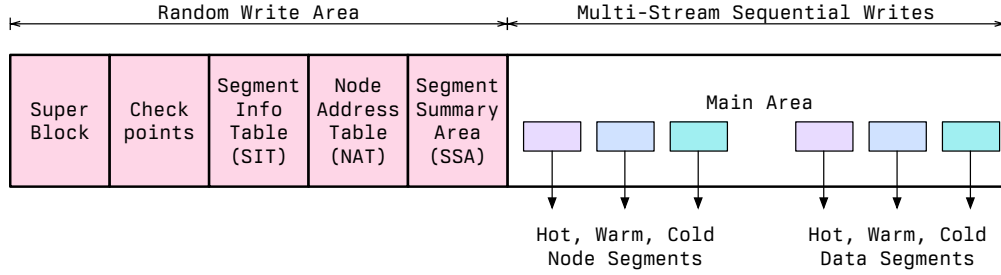 Random Write Area
Multi-Stream Sequential Writes
Super
Block
Check
points
Segment
Info
Table
(SIT)
Node
Address
Table
(NAT)
Segment
Summary
Area
(SSA)
Main Area
Hot, Warm, Cold
Node Segments
Hot, Warm, Cold
Data Segments